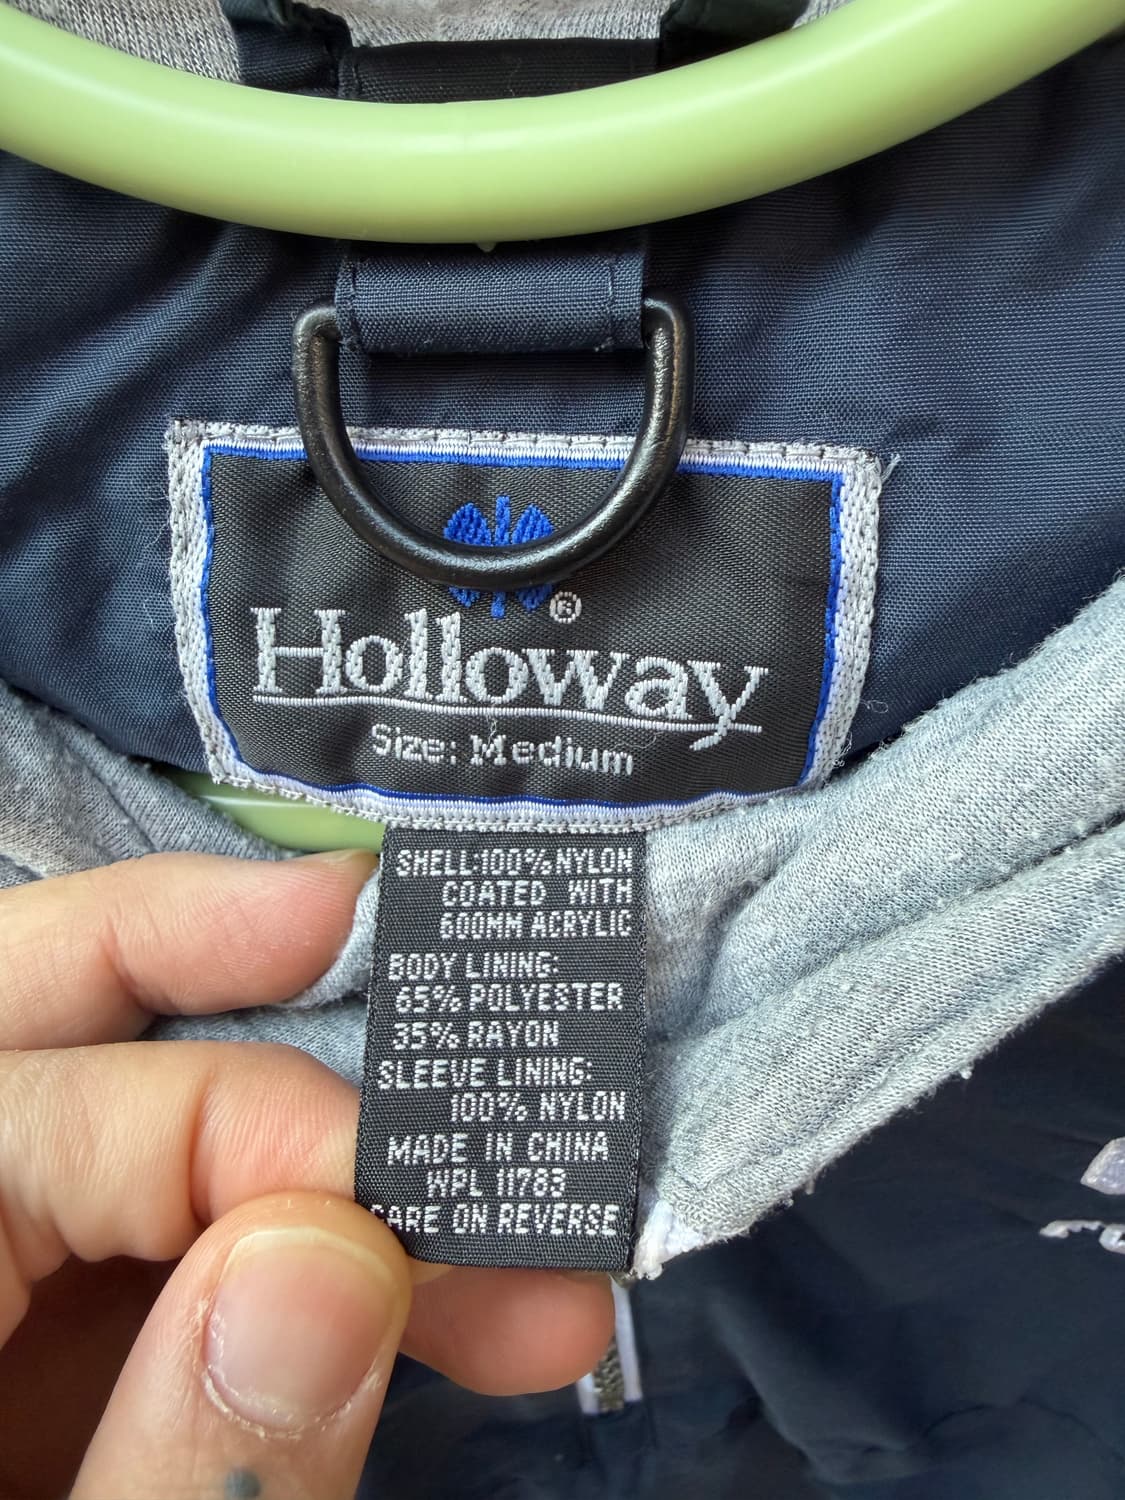 ®
Holloway
Size: Medium
SHELL:100% NYLON
COATED WITH
600MM ACRYLIC
BODY LINING:
65% POLYESTER
35% RAYON
SLEEVE LINING:
100% NYLON
MADE IN CHINA
WPL 11783
CARE ON REVERSE